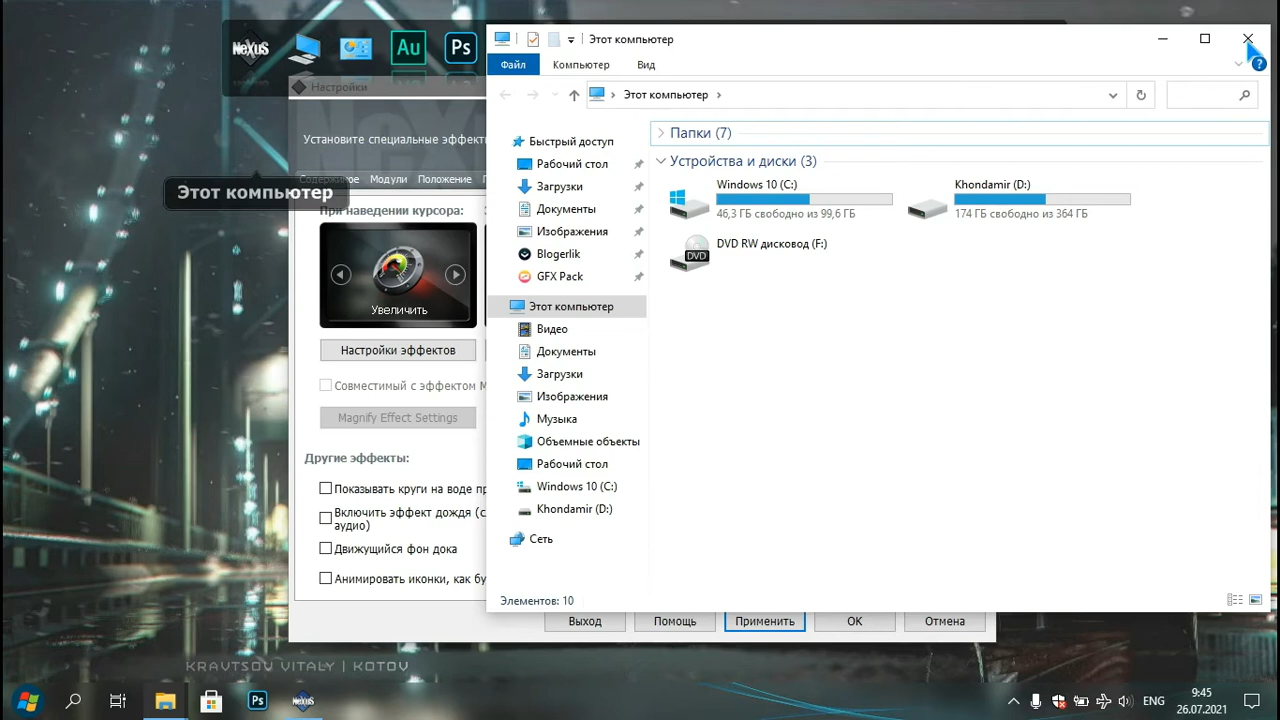 NeXuS
Au
Ps
Этот компьютер
Файл
Компьютер
Вид
Этот компьютер
Настройки
Установите специальные эффекты
Содержимое
Модули
Положение
Этот компьютер
При наведении курсора:
Увеличить
Настройки эффектов
Совместимый с эффектом M
Magnify Effect Settings
Другие эффекты:
Показывать круги на воде пр
Включить эффект дождя (с
аудио)
Движущийся фон дока
Анимировать иконки, как бу
Быстрый доступ
Рабочий стол
Загрузки
Документы
Изображения
Blogerlik
GFX Pack
Этот компьютер
Видео
Документы
Загрузки
Изображения
Музыка
Объемные объекты
Рабочий стол
Windows 10 (C:)
Khondamir (D:)
Сеть
Папки (7)
Устройства и диски (3)
Windows 10 (C:)
46,3 ГБ свободно из 99,6 ГБ
Khondamir (D:)
174 ГБ свободно из 364 ГБ
DVD
DVD RW дисковод (F:)
Элементов: 10
Выход
Помощь
Применить
OK
Отмена
KRAVTSOV VITALY | KOTOV
Ps
NeXuS
ENG
9:45
26.07.2021